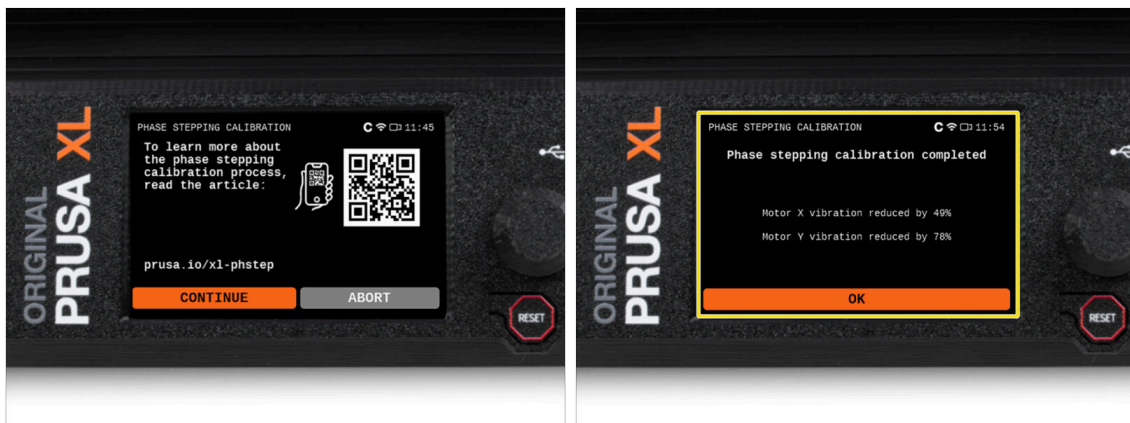 ORIGINAL
PRUSA XL
PHASE STEPPING CALIBRATION
C 11:45
To learn more about
the phase stepping
calibration process,
read the article:
prusa.io/xl-phstep
CONTINUE
ABORT
RESET
ORIGINAL
PRUSA XL
PHASE STEPPING CALIBRATION
C 11:54
Phase stepping calibration completed
Motor X vibration reduced by 49%
Motor Y vibration reduced by 78%
OK
RESET